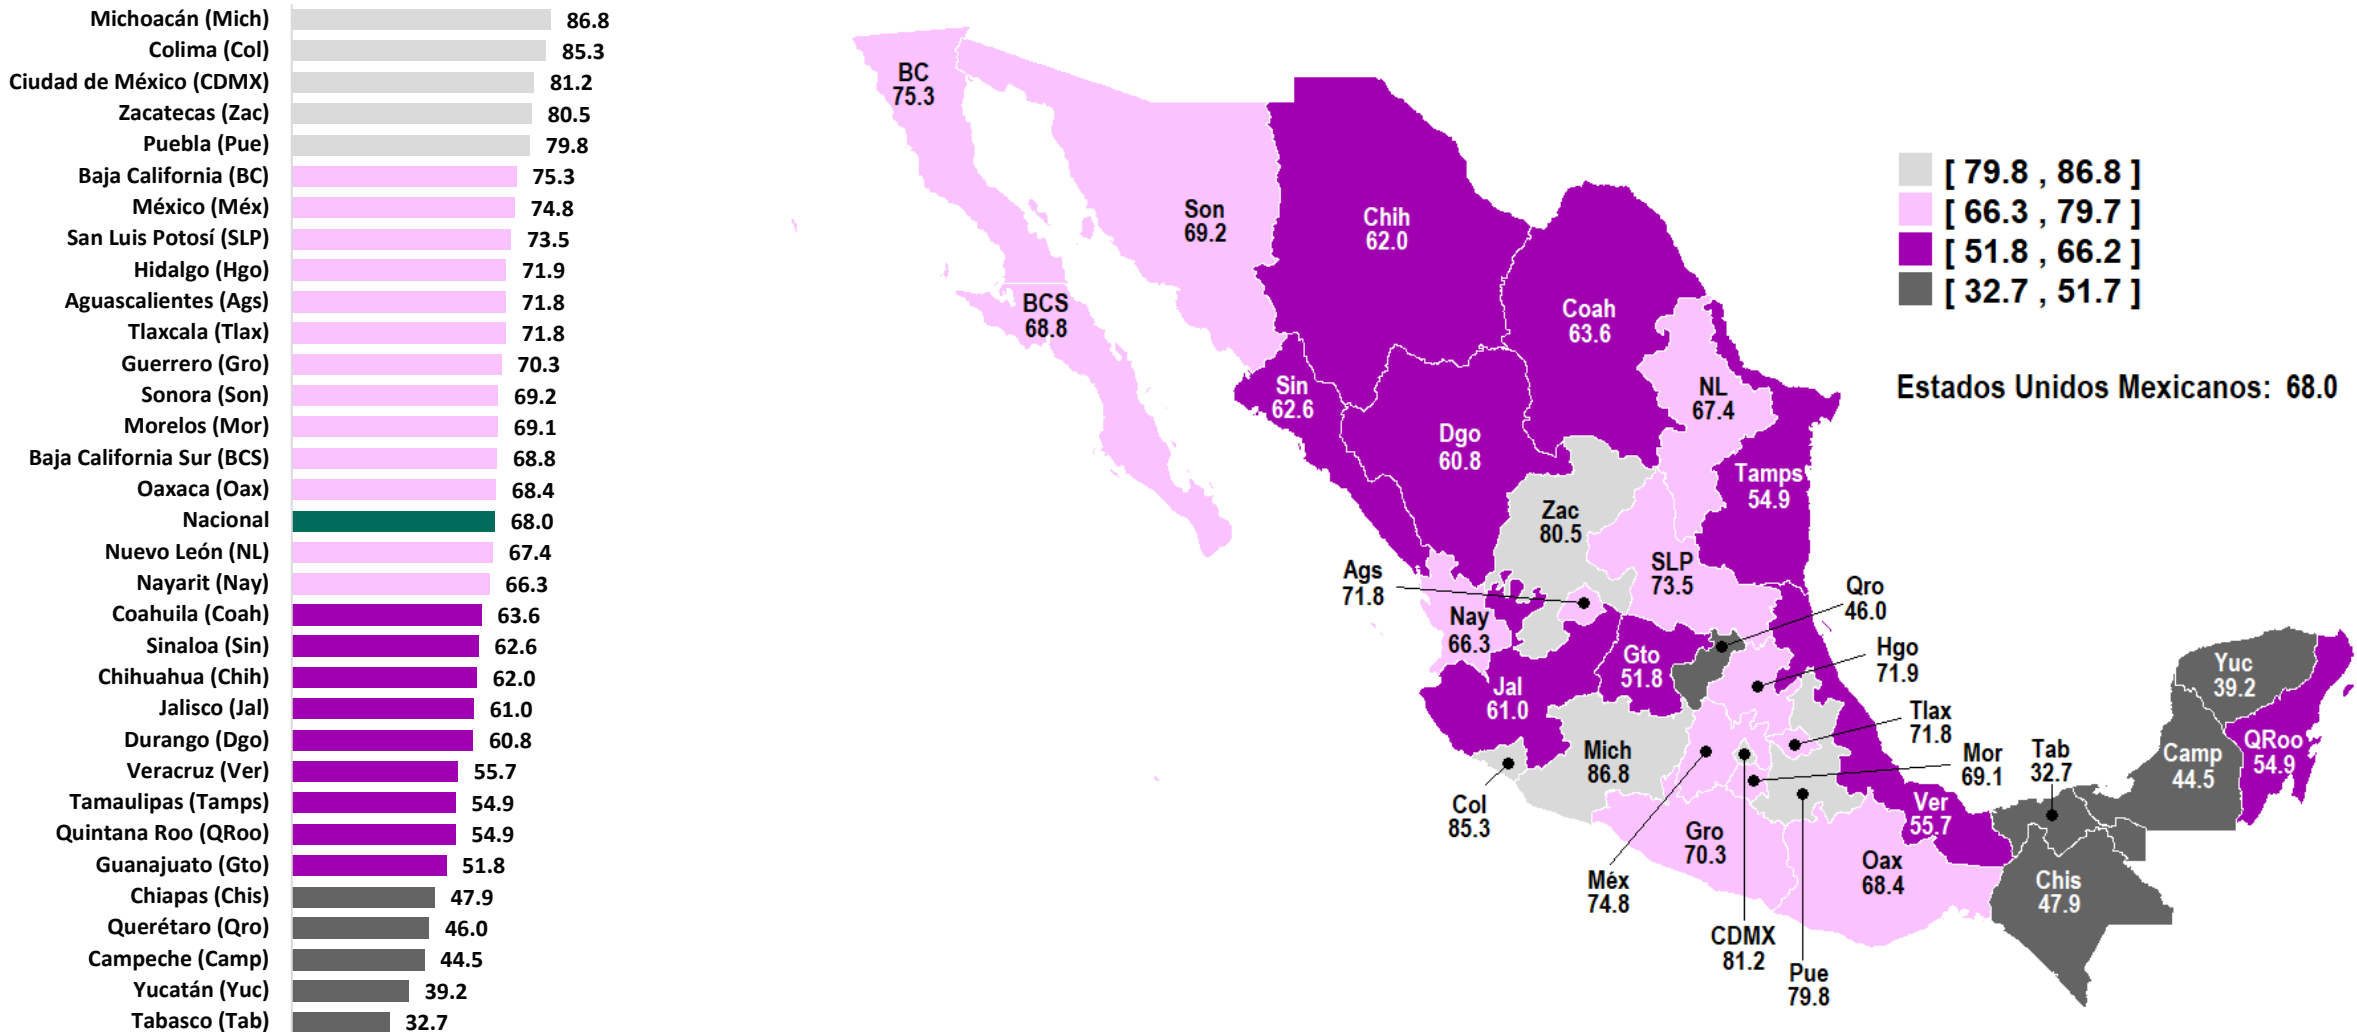 Michoacán (Mich) 86.8
Colima (Col) 85.3
Ciudad de México (CDMX) 81.2
Zacatecas (Zac) 80.5
Puebla (Pue) 79.8
Baja California (BC) 75.3
México (Méx) 74.8
San Luis Potosí (SLP) 73.5
Hidalgo (Hgo) 71.9
Aguascalientes (Ags) 71.8
Tlaxcala (Tlax) 71.8
Guerrero (Gro) 70.3
Sonora (Son) 69.2
Morelos (Mor) 69.1
Baja California Sur (BCS) 68.8
Oaxaca (Oax) 68.4
Nacional 68.0
Nuevo León (NL) 67.4
Nayarit (Nay) 66.3
Coahuila (Coah) 63.6
Sinaloa (Sin) 62.6
Chihuahua (Chih) 62.0
Jalisco (Jal) 61.0
Durango (Dgo) 60.8
Veracruz (Ver) 55.7
Tamaulipas (Tamps) 54.9
Quintana Roo (QRoo) 54.9
Guanajuato (Gto) 51.8
Chiapas (Chis) 47.9
Querétaro (Qro) 46.0
Campeche (Camp) 44.5
Yucatán (Yuc) 39.2
Tabasco (Tab) 32.7
BC
75.3
Son
69.2
Chih
62.0
BCS
68.8
Coah
63.6
Sin
62.6
NL
67.4
Dgo
60.8
Tamps
54.9
Zac
80.5
SLP
73.5
Ags
71.8
Nay
66.3
Qro
46.0
Hgo
71.9
Gto
51.8
Jal
61.0
Tlax
71.8
Mich
86.8
Mor
69.1
Tab
32.7
Yuc
39.2
Camp
44.5
QRoo
54.9
Col
85.3
Ver
55.7
Gro
70.3
Oax
68.4
Méx
74.8
Chis
47.9
CDMX
81.2
Pue
79.8
[ 79.8 , 86.8 ]
[ 66.3 , 79.7 ]
[ 51.8 , 66.2 ]
[ 32.7 , 51.7 ]
Estados Unidos Mexicanos: 68.0